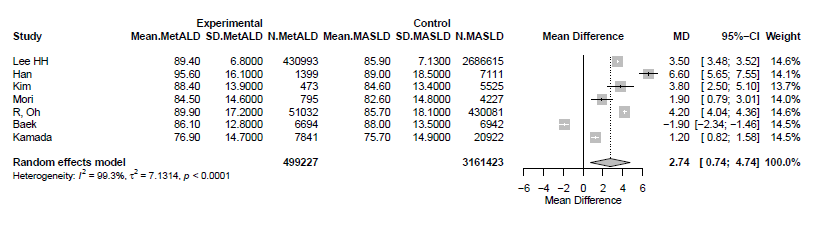 Experimental Control
Study Mean.MetALD SD.MetALD N.MetALD Mean.MASLD SD.MASLD N.MASLD Mean Difference MD 95%−CI Weight
Lee HH 89.40 6.8000 430993 85.90 7.1300 2686615 3.50 [ 3.48; 3.52] 14.6%
Han 95.60 16.1000 1399 89.00 18.5000 7111 6.60 [ 5.65; 7.55] 14.1%
Kim 88.40 13.9000 473 84.60 13.4000 5525 3.80 [ 2.50; 5.10] 13.7%
Mori 84.50 14.6000 795 82.60 14.8000 4227 1.90 [ 0.79; 3.01] 14.0%
R, Oh 89.90 17.2000 51032 85.70 18.1000 430081 4.20 [ 4.04; 4.36] 14.6%
Baek 86.10 12.8000 6694 88.00 13.5000 6942 −1.90 [−2.34; −1.46] 14.5%
Kamada 76.90 14.7000 7841 75.70 14.9000 20922 1.20 [ 0.82; 1.58] 14.5%
Random effects model 499227 3161423 2.74 [ 0.74; 4.74] 100.0%
Heterogeneity: I² = 99.3%, τ² = 7.1314, p < 0.0001
−6 −4 −2 0 2 4 6
Mean Difference